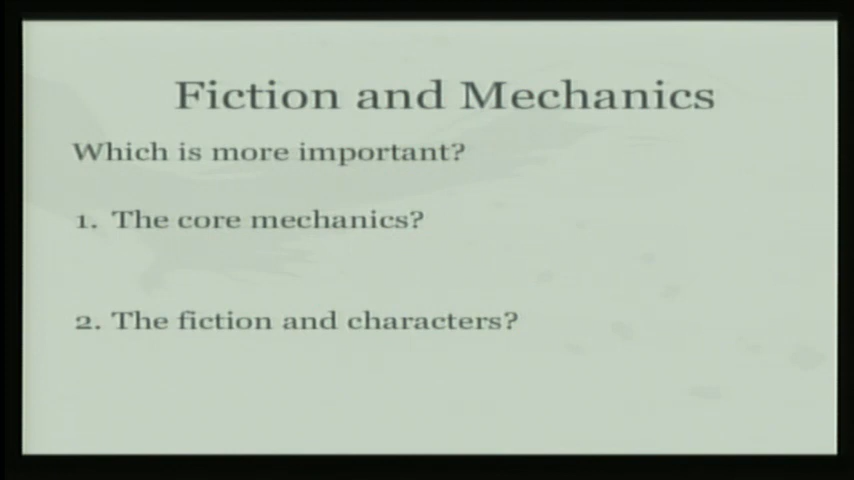 Fiction and Mechanics
Which is more important?
1. The core mechanics?
2. The fiction and characters?